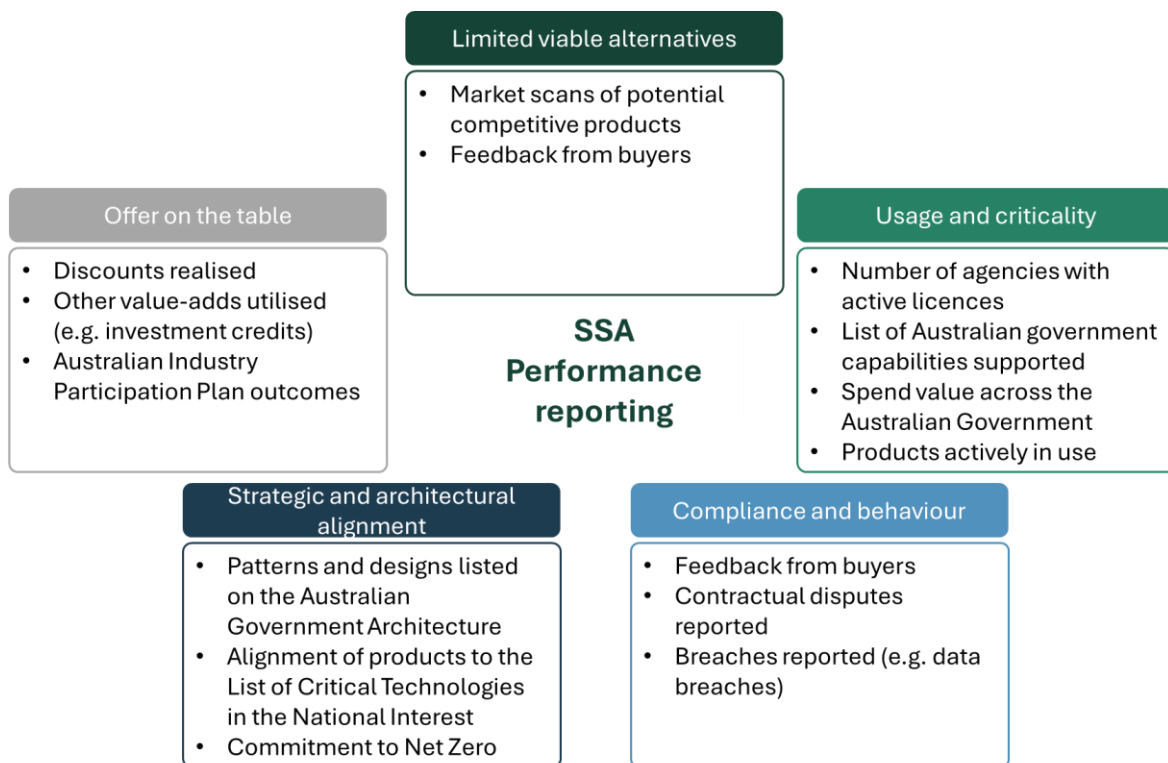 Limited viable alternatives
• Market scans of potential
competitive products
• Feedback from buyers
Offer on the table
• Discounts realised
• Other value-adds utilised
(e.g. investment credits)
• Australian Industry
Participation Plan outcomes
SSA
Performance
reporting
Usage and criticality
• Number of agencies with
active licences
• List of Australian government
capabilities supported
• Spend value across the
Australian Government
• Products actively in use
Strategic and architectural
alignment
• Patterns and designs listed
on the Australian
Government Architecture
• Alignment of products to the
List of Critical Technologies
in the National Interest
• Commitment to Net Zero
Compliance and behaviour
• Feedback from buyers
• Contractual disputes
reported
• Breaches reported (e.g. data
breaches)